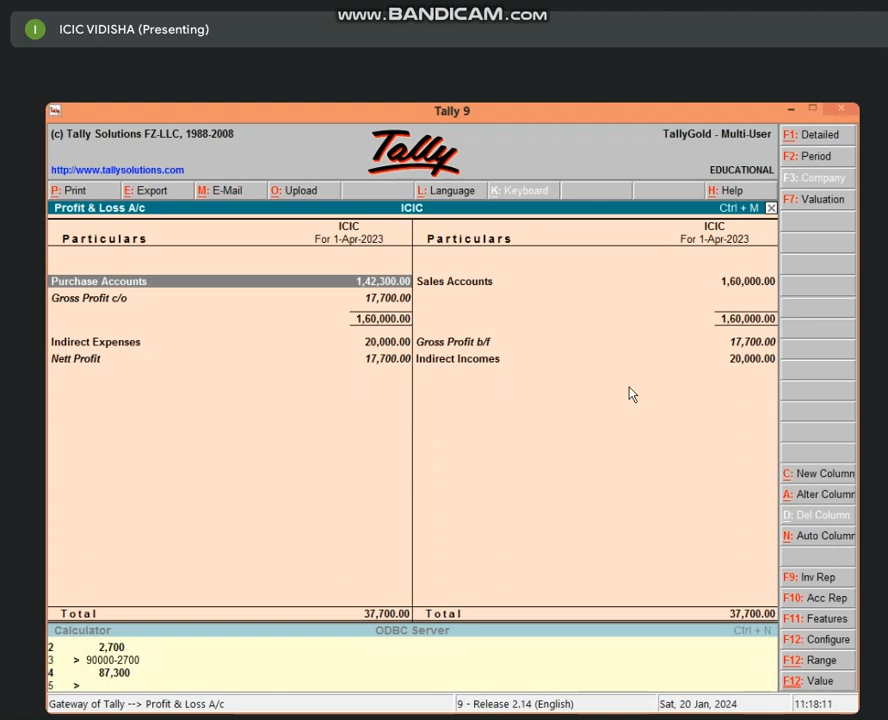 WWW.BANDICAM.COM
I ICIC VIDISHA (Presenting)
Tally 9
(c) Tally Solutions FZ-LLC, 1988-2008
Tally
TallyGold - Multi-User
http://www.tallysolutions.com
EDUCATIONAL
P: Print E: Export M: E-Mail O: Upload L: Language K: Keyboard H: Help
Profit & Loss A/c ICIC Ctrl + M
ICIC ICIC
Particulars For 1-Apr-2023 Particulars For 1-Apr-2023
Purchase Accounts 1,42,300.00 Sales Accounts 1,60,000.00
Gross Profit c/o 17,700.00
1,60,000.00 1,60,000.00
Indirect Expenses 20,000.00 Gross Profit b/f 17,700.00
Nett Profit 17,700.00 Indirect Incomes 20,000.00
Total 37,700.00 Total 37,700.00
Calculator ODBC Server Ctrl + N
2 2,700
3 > 90000-2700
4 87,300
5 >
Gateway of Tally --> Profit & Loss A/c 9 - Release 2.14 (English) Sat, 20 Jan, 2024 11:18:11
F1: Detailed
F2: Period
F3: Company
F7: Valuation
C: New Column
A: Alter Column
D: Del Column
N: Auto Column
F9: Inv Rep
F10: Acc Rep
F11: Features
F12: Configure
F12: Range
F12: Value